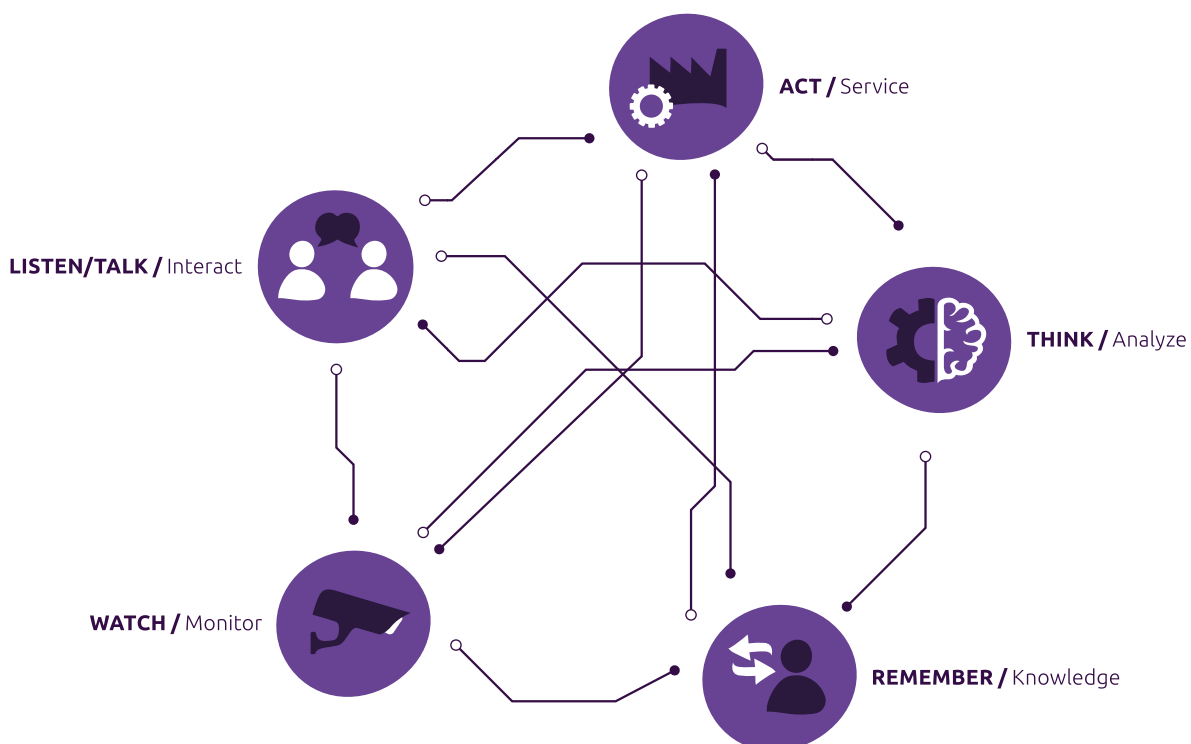 ACT / Service
LISTEN/TALK / Interact
THINK / Analyze
WATCH / Monitor
REMEMBER / Knowledge